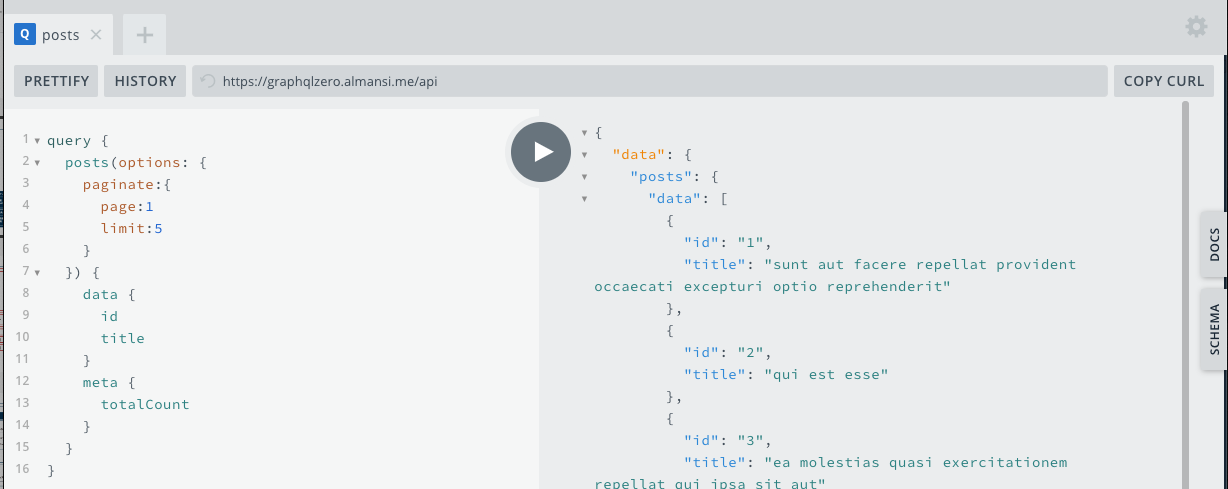 Q posts
PRETTIFY HISTORY https://graphqlzero.almansi.me/api COPY CURL
1 query {
2 posts(options: {
3 paginate:{
4 page:1
5 limit:5
6 }
7 }) {
8 data {
9 id
10 title
11 }
12 meta {
13 totalCount
14 }
15 }
16 }
{
"data": {
"posts": {
"data": [
{
"id": "1",
"title": "sunt aut facere repellat provident
occaecati excepturi optio reprehenderit"
},
{
"id": "2",
"title": "qui est esse"
},
{
"id": "3",
"title": "ea molestias quasi exercitationem
repellat qui ipsa sit aut"
DOCS
SCHEMA